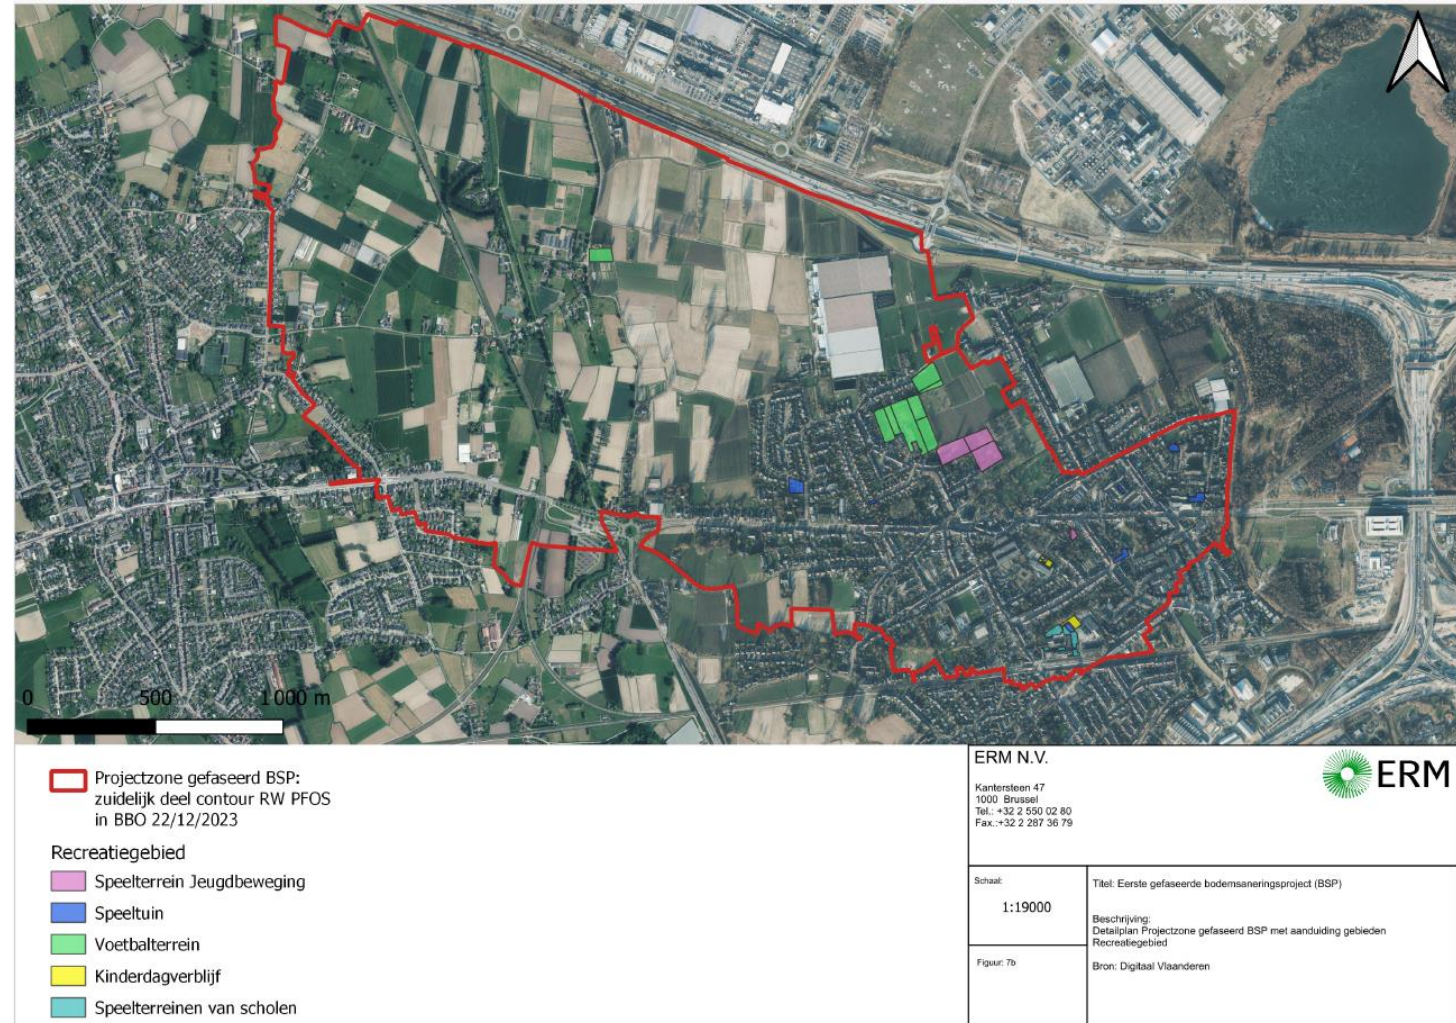 0 500 1 000 m
Projectzone gefaseerd BSP:
zuidelijk deel contour RW PFOS
in BBO 22/12/2023
Recreatiegebied
Speelterrein Jeugdbeweging
Speeltuin
Voetbalterrein
Kinderdagverblijf
Speelterreinen van scholen
ERM N.V.
Kantersteen 47
1000 Brussel
Tel.: +32 2 550 02 80
Fax.:+32 2 287 36 79
ERM
Schaal:
1:19000
Figuur: 7b
Titel: Eerste gefaseerde bodemsaneringsproject (BSP)
Beschrijving:
Detailplan Projectzone gefaseerd BSP met aanduiding gebieden
Recreatiegebied
Bron: Digitaal Vlaanderen